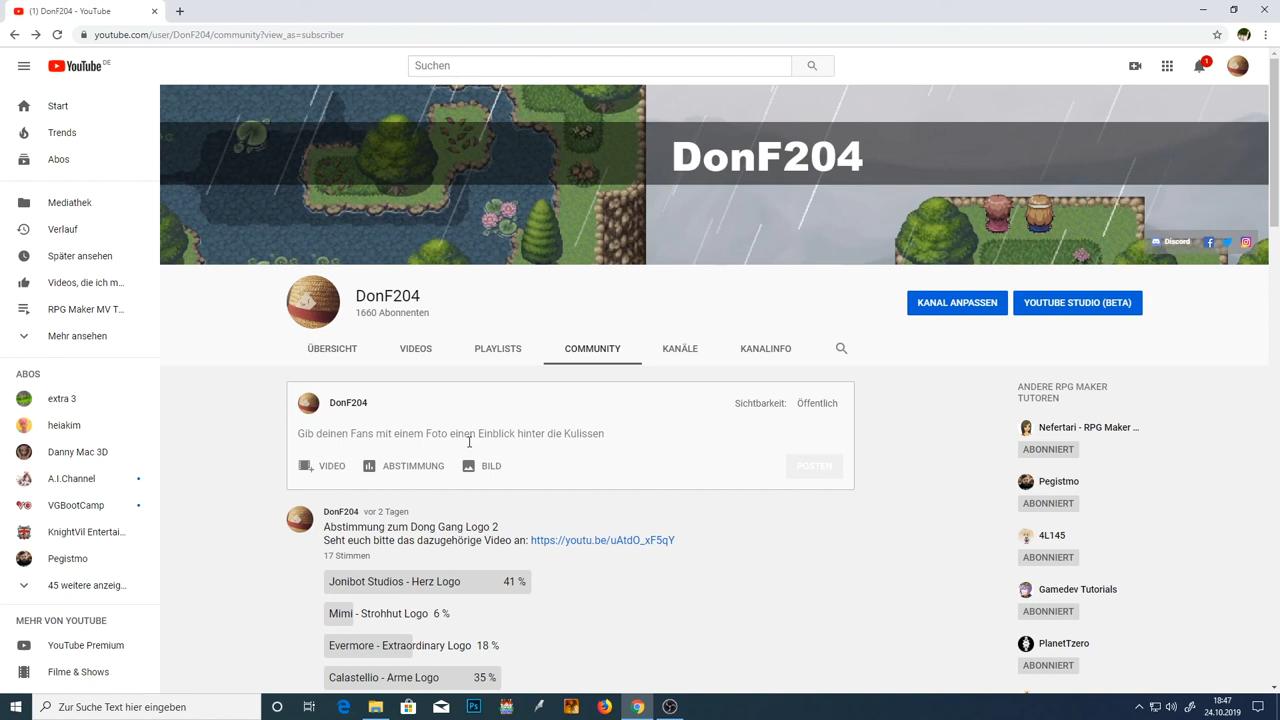 (1) DonF204 - YouTube
youtube.com/user/DonF204/community?view_as=subscriber
YouTube DE
Suchen
1
Start
Trends
Abos
Mediathek
Verlauf
Später ansehen
Videos, die ich m...
RPG Maker MV T...
Mehr ansehen
ABOS
extra 3
heiakim
Danny Mac 3D
A.I.Channel
VGBootCamp
KnightVil Entertai...
Pegistmo
45 weitere anzeig...
MEHR VON YOUTUBE
YouTube Premium
Filme & Shows
DonF204
Discord
DonF204
1660 Abonnenten
KANAL ANPASSEN
YOUTUBE STUDIO (BETA)
ÜBERSICHT VIDEOS PLAYLISTS COMMUNITY KANÄLE KANALINFO
DonF204
Sichtbarkeit: Öffentlich
Gib deinen Fans mit einem Foto einen Einblick hinter die Kulissen
VIDEO ABSTIMMUNG BILD POSTEN
DonF204 vor 2 Tagen
Abstimmung zum Dong Gang Logo 2
Seht euch bitte das dazugehörige Video an: https://youtu.be/uAtdO_xF5qY
17 Stimmen
Jonibot Studios - Herz Logo 41 %
Mimi - Strohhut Logo 6 %
Evermore - Extraordinary Logo 18 %
Calastellio - Arme Logo 35 %
ANDERE RPG MAKER
TUTOREN
Nefertari - RPG Maker ...
ABONNIERT
Pegistmo
ABONNIERT
4L145
ABONNIERT
Gamedev Tutorials
ABONNIERT
PlanetTzero
ABONNIERT
Zur Suche Text hier eingeben
Ps
18:47
24.10.2019